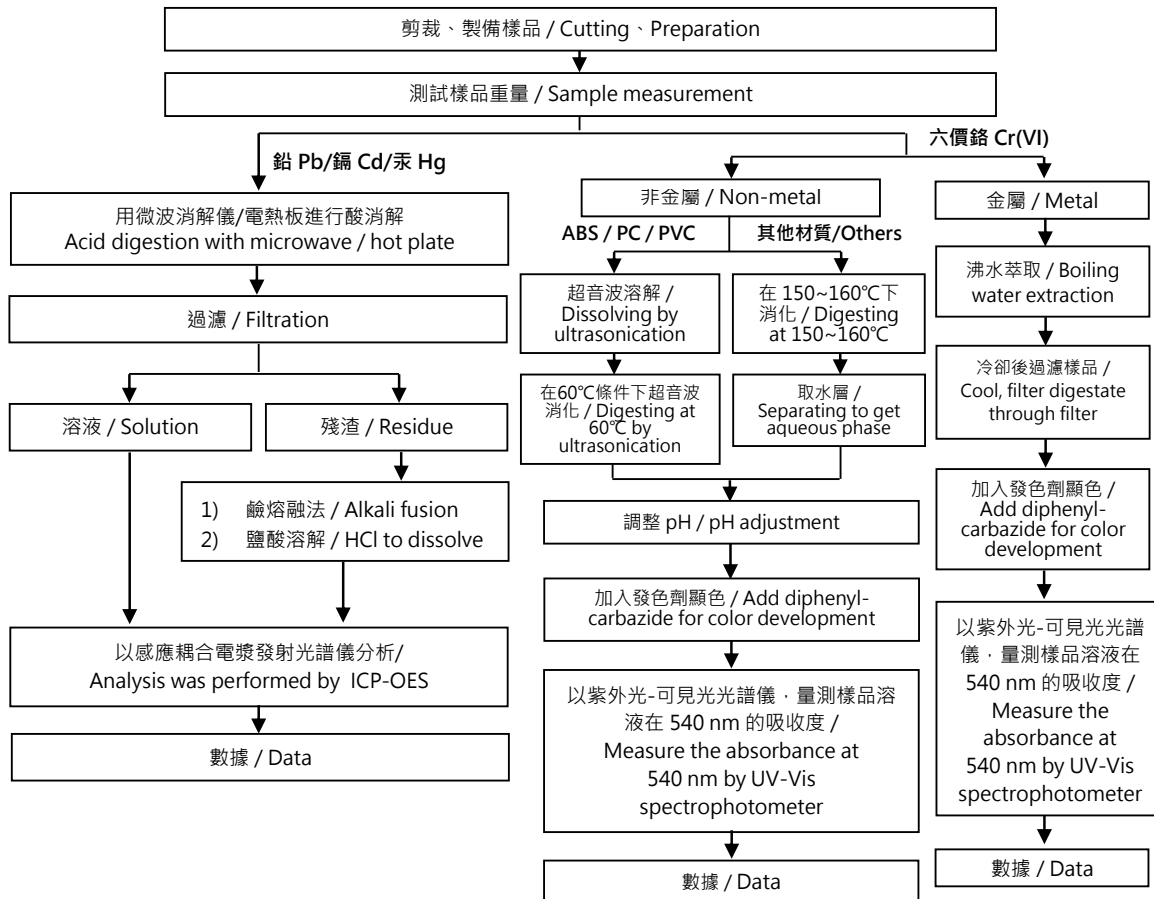 剪裁、製備樣品 / Cutting、Preparation
測試樣品重量 / Sample measurement
鉛 Pb/鎘 Cd/汞 Hg
用微波消解儀/電熱板進行酸消解
Acid digestion with microwave / hot plate
過濾 / Filtration
溶液 / Solution
殘渣 / Residue
1) 鹼熔融法 / Alkali fusion
2) 鹽酸溶解 / HCl to dissolve
以感應耦合電漿發射光譜儀分析/
Analysis was performed by ICP-OES
數據 / Data
六價鉻 Cr(VI)
非金屬 / Non-metal
ABS / PC / PVC
超音波溶解 /
Dissolving by
ultrasonication
在60℃條件下超音波
消化 / Digesting at
60℃ by
ultrasonication
其他材質/Others
在 150~160℃下
消化 / Digesting
at 150~160℃
取水層 /
Separating to get
aqueous phase
調整 pH / pH adjustment
加入發色劑顯色 / Add diphenyl-
carbazide for color development
以紫外光-可見光光譜儀，量測樣品溶
液在 540 nm 的吸收度 /
Measure the absorbance at
540 nm by UV-Vis
spectrophotometer
數據 / Data
金屬 / Metal
沸水萃取 / Boiling
water extraction
冷卻後過濾樣品 /
Cool, filter digestate
through filter
加入發色劑顯色 /
Add diphenyl-
carbazide for color
development
以紫外光-可見光光譜
儀，量測樣品溶液在
540 nm 的吸收度 /
Measure the
absorbance at
540 nm by UV-Vis
spectrophotometer
數據 / Data